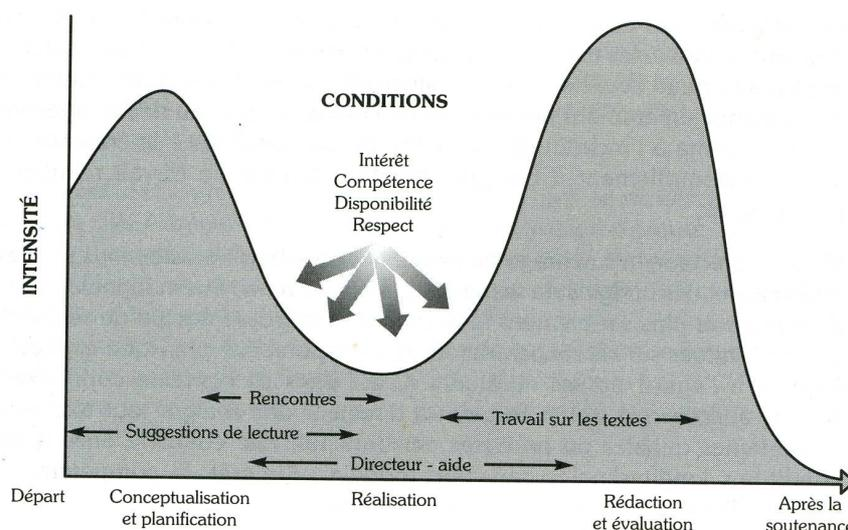 CONDITIONS
Intérêt
Compétence
Disponibilité
Respect
INTENSITÉ
Rencontres
Travail sur les textes
Suggestions de lecture
Directeur - aide
Départ
Conceptualisation
et planification
Réalisation
Rédaction
et évaluation
Après la
soutenance